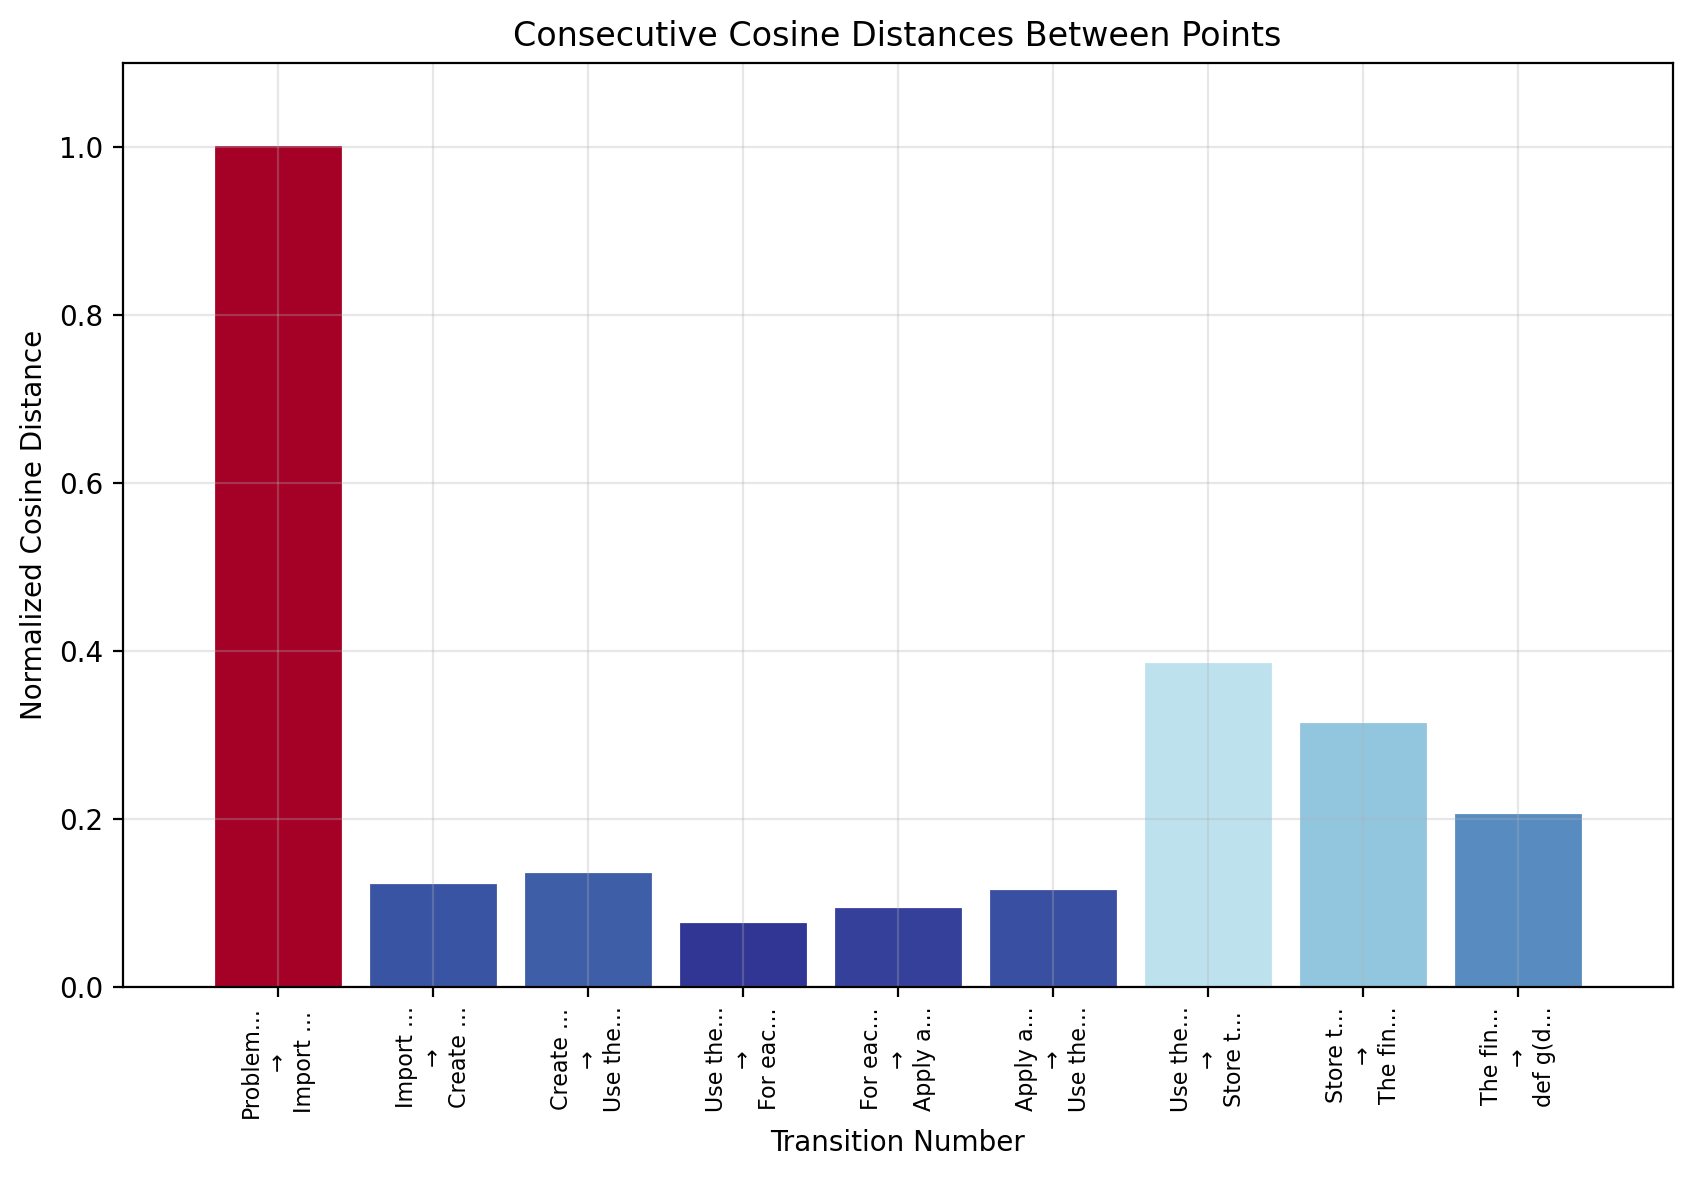 Consecutive Cosine Distances Between Points
Normalized Cosine Distance
1.0
0.8
0.6
0.4
0.2
0.0
Problem...
→
Import ...
Import ...
→
Create ...
Create ...
→
Use the...
Use the...
→
For eac...
For eac...
→
Apply a...
Apply a...
→
Use the...
Use the...
→
Store t...
Store t...
→
The fin...
The fin...
→
def g(d...
Transition Number